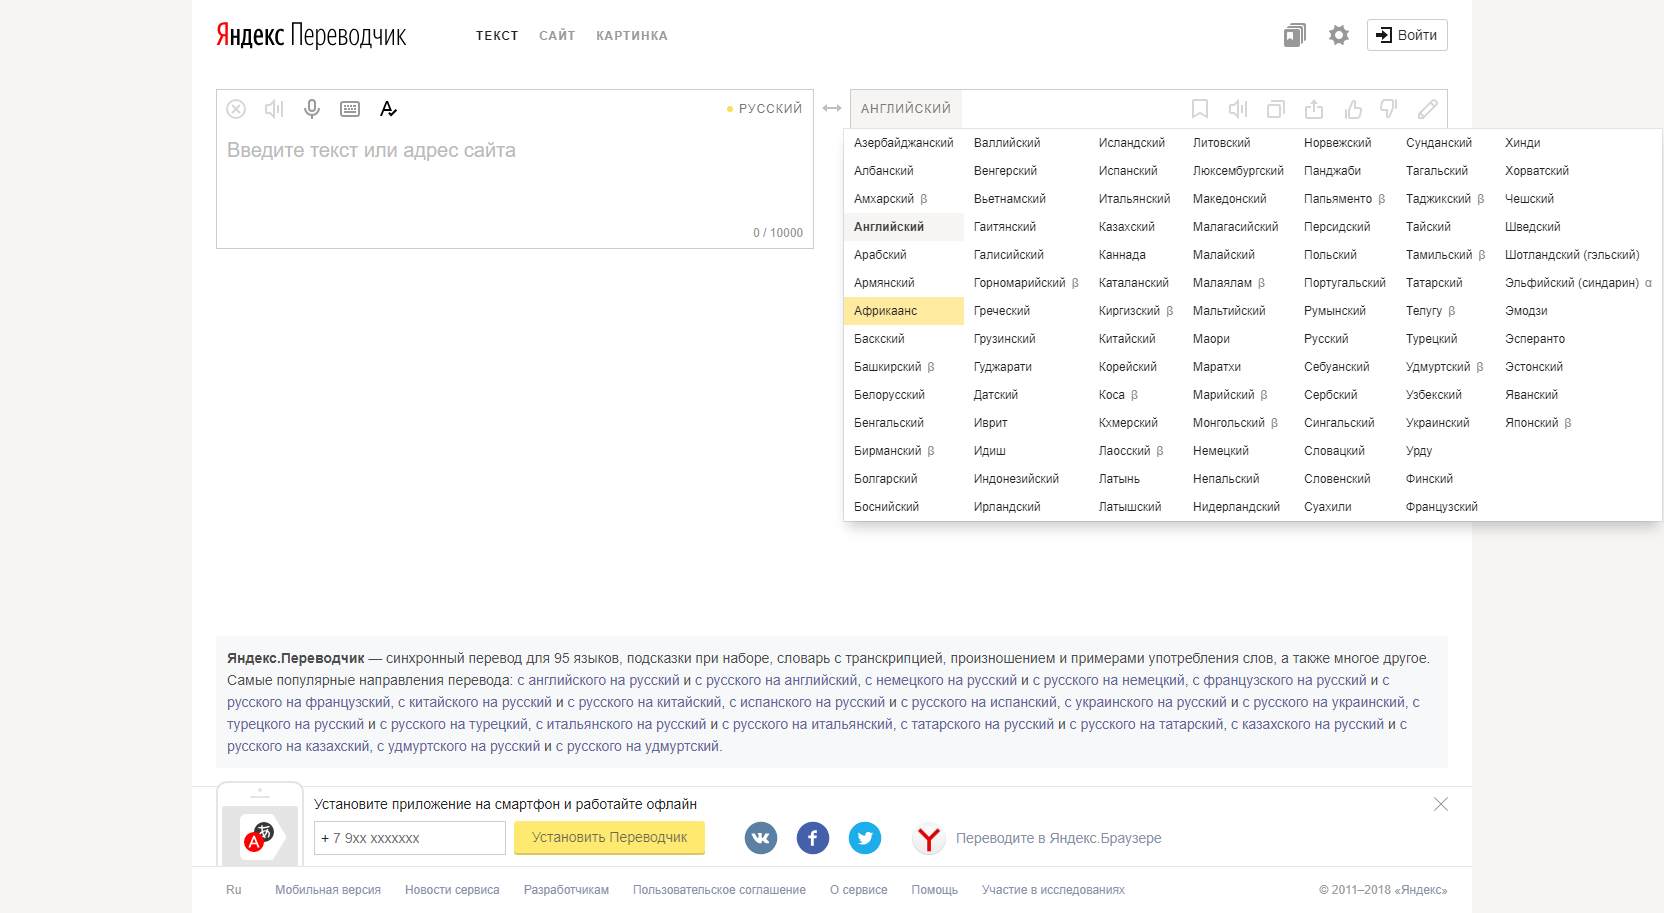 Яндекс Переводчик
ТЕКСТ САЙТ КАРТИНКА
Войти
РУССКИЙ
АНГЛИЙСКИЙ
Введите текст или адрес сайта
0 / 10000
Азербайджанский Валлийский Исландский Литовский Норвежский Сунданский Хинди
Албанский Венгерский Испанский Люксембургский Панджаби Тагальский Хорватский
Амхарский β Вьетнамский Итальянский Македонский Папьяменто β Таджикский β Чешский
Английский Гаитянский Казахский Малагасийский Персидский Тайский Шведский
Арабский Галисийский Каннада Малайский Польский Тамильский β Шотландский (гэльский)
Армянский Горномарийский β Каталанский Малаялам β Португальский Татарский Эльфийский (синдарин) α
Африкаанс Греческий Киргизский β Мальтийский Румынский Телугу β Эмодзи
Баскский Грузинский Китайский Маори Русский Турецкий Эсперанто
Башкирский β Гуджарати Корейский Маратхи Себуанский Удмуртский β Эстонский
Белорусский Датский Коса β Марийский β Сербский Узбекский Яванский
Бенгальский Иврит Кхмерский Монгольский β Сингальский Украинский Японский β
Бирманский β Идиш Лаосский β Немецкий Словацкий Урду
Болгарский Индонезийский Латынь Непальский Словенский Финский
Боснийский Ирландский Латышский Нидерландский Суахили Французский
Яндекс.Переводчик — синхронный перевод для 95 языков, подсказки при наборе, словарь с транскрипцией, произношением и примерами употребления слов, а также многое другое.
Самые популярные направления перевода: с английского на русский и с русского на английский, с немецкого на русский и с русского на немецкий, с французского на русский и с
русского на французский, с китайского на русский и с русского на китайский, с испанского на русский и с русского на испанский, с украинского на русский и с русского на украинский, с
турецкого на русский и с русского на турецкий, с итальянского на русский и с русского на итальянский, с татарского на русский и с русского на татарский, с казахского на русский и с
русского на казахский, с удмуртского на русский и с русского на удмуртский.
Установите приложение на смартфон и работайте офлайн
+ 7 9xx xxxxxxx
Установить Переводчик
Переводите в Яндекс.Браузере
Ru Мобильная версия Новости сервиса Разработчикам Пользовательское соглашение О сервисе Помощь Участие в исследованиях © 2011–2018 «Яндекс»